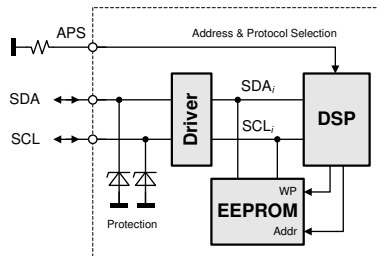 APS
Address & Protocol Selection
SDA
SDAi
Driver
DSP
SCL
SCLi
WP
EEPROM
Protection
Addr